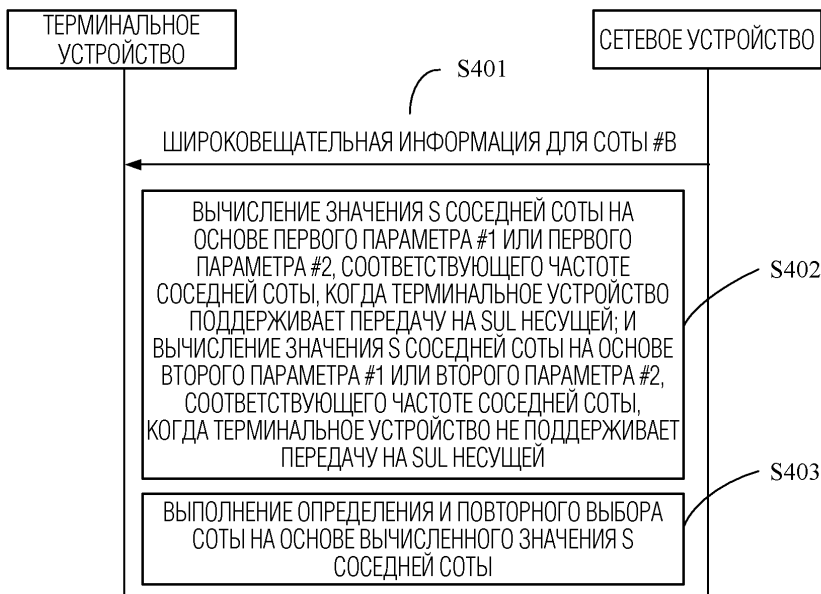 ТЕРМИНАЛЬНОЕ
УСТРОЙСТВО
СЕТЕВОЕ УСТРОЙСТВО
S401
ШИРОКОВЕЩАТЕЛЬНАЯ ИНФОРМАЦИЯ ДЛЯ СОТЫ #B
ВЫЧИСЛЕНИЕ ЗНАЧЕНИЯ S СОСЕДНЕЙ СОТЫ НА
ОСНОВЕ ПЕРВОГО ПАРАМЕТРА #1 ИЛИ ПЕРВОГО
ПАРАМЕТРА #2, СООТВЕТСТВУЮЩЕГО ЧАСТОТЕ
СОСЕДНЕЙ СОТЫ, КОГДА ТЕРМИНАЛЬНОЕ УСТРОЙСТВО
ПОДДЕРЖИВАЕТ ПЕРЕДАЧУ НА SUL НЕСУЩЕЙ; И
ВЫЧИСЛЕНИЕ ЗНАЧЕНИЯ S СОСЕДНЕЙ СОТЫ НА ОСНОВЕ
ВТОРОГО ПАРАМЕТРА #1 ИЛИ ВТОРОГО ПАРАМЕТРА #2,
СООТВЕТСТВУЮЩЕГО ЧАСТОТЕ СОСЕДНЕЙ СОТЫ,
КОГДА ТЕРМИНАЛЬНОЕ УСТРОЙСТВО НЕ ПОДДЕРЖИВАЕТ
ПЕРЕДАЧУ НА SUL НЕСУЩЕЙ
S402
ВЫПОЛНЕНИЕ ОПРЕДЕЛЕНИЯ И ПОВТОРНОГО ВЫБОРА
СОТЫ НА ОСНОВЕ ВЫЧИСЛЕННОГО ЗНАЧЕНИЯ S
СОСЕДНЕЙ СОТЫ
S403